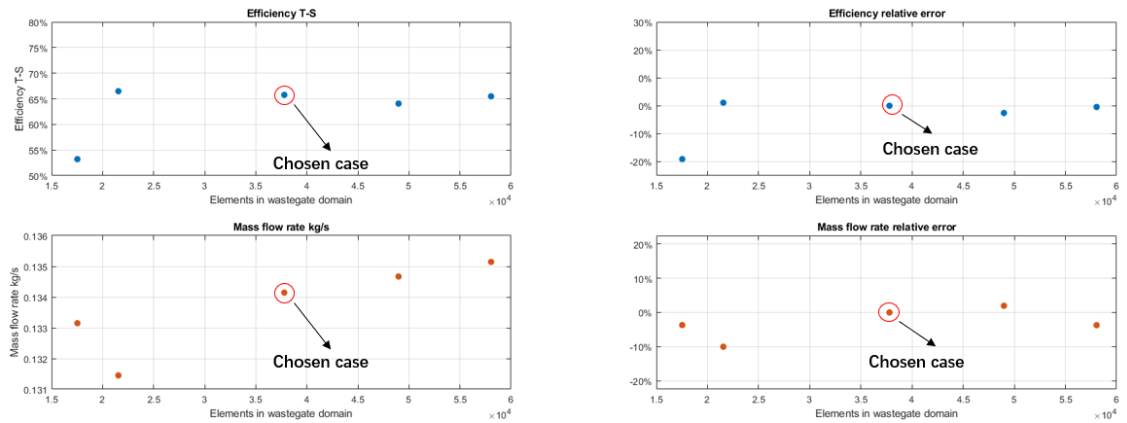 Efficiency T-S
80%
75%
70%
65%
60%
55%
50%
Efficiency T-S
Chosen case
1.5 2 2.5 3 3.5 4 4.5 5 5.5 6
Elements in wastegate domain
×10⁴
Efficiency relative error
30%
20%
0%
0%
-10%
-20%
Chosen case
1.5 2 2.5 3 3.5 4 4.5 5 5.5 6
Elements in wastegate domain
×10⁴
Mass flow rate kg/s
0.136
0.135
0.134
0.133
0.132
0.131
Mass flow rate kg/s
Chosen case
1.5 2 2.5 3 3.5 4 4.5 5 5.5 6
Elements in wastegate domain
×10⁴
Mass flow rate relative error
20%
10%
0%
-10%
-20%
Chosen case
1.5 2 2.5 3 3.5 4 4.5 5 5.5 6
Elements in wastegate domain
×10⁴